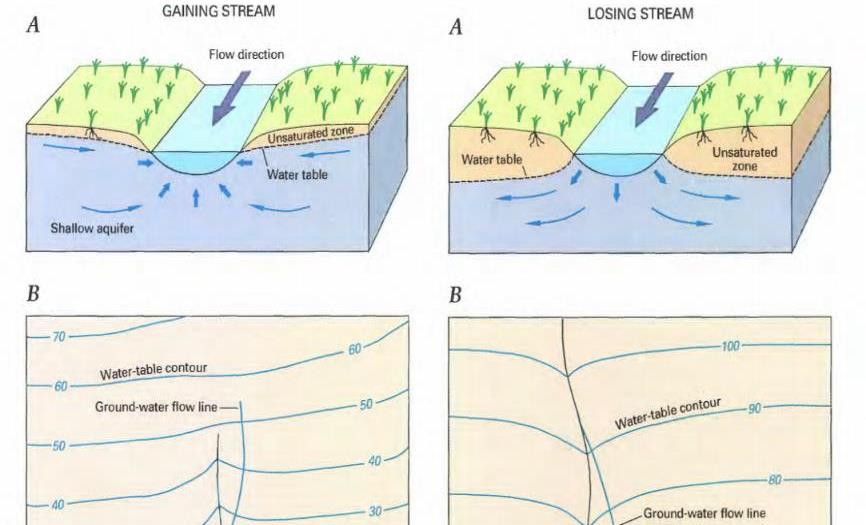 GAINING STREAM
A
Flow direction
Unsaturated zone
Water table
Shallow aquifer
LOSING STREAM
A
Flow direction
Water table
Unsaturated
zone
B
70
60
Water-table contour
60
Ground-water flow line
50
50
40
40
30
B
100
Water-table contour
90
80
Ground-water flow line